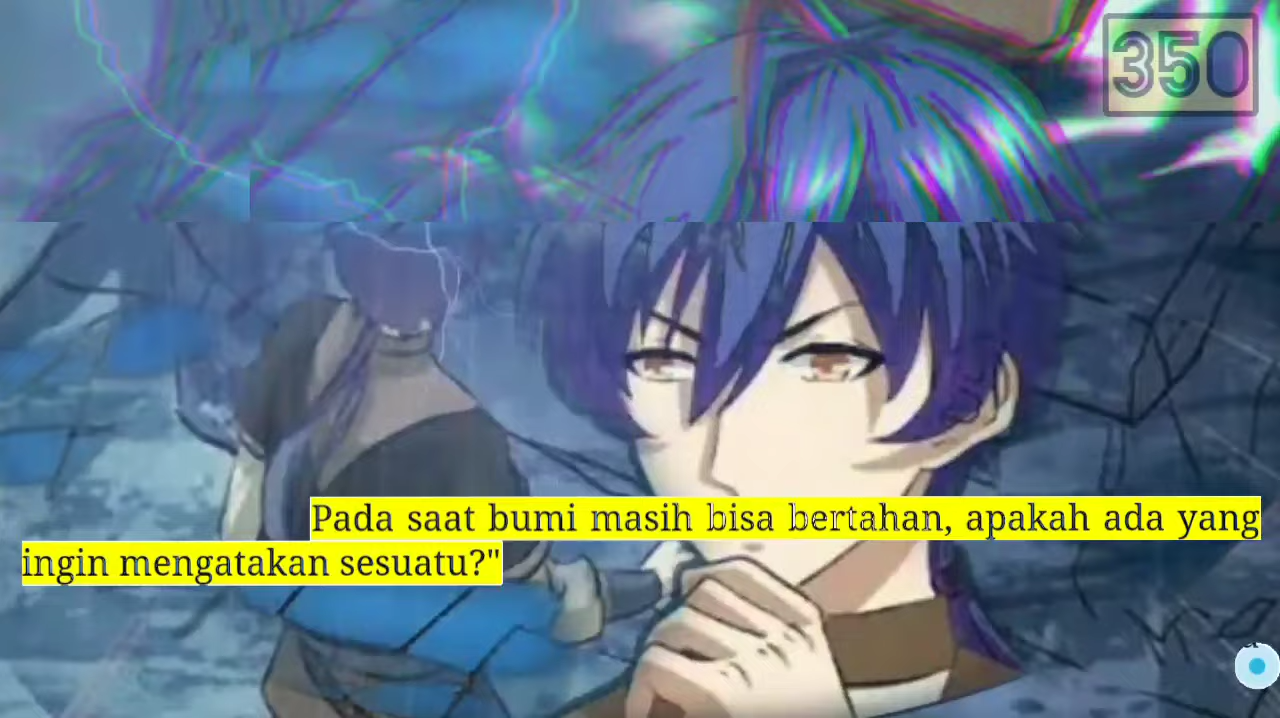 350
Pada saat bumi masih bisa bertahan, apakah ada yang
ingin mengatakan sesuatu?"